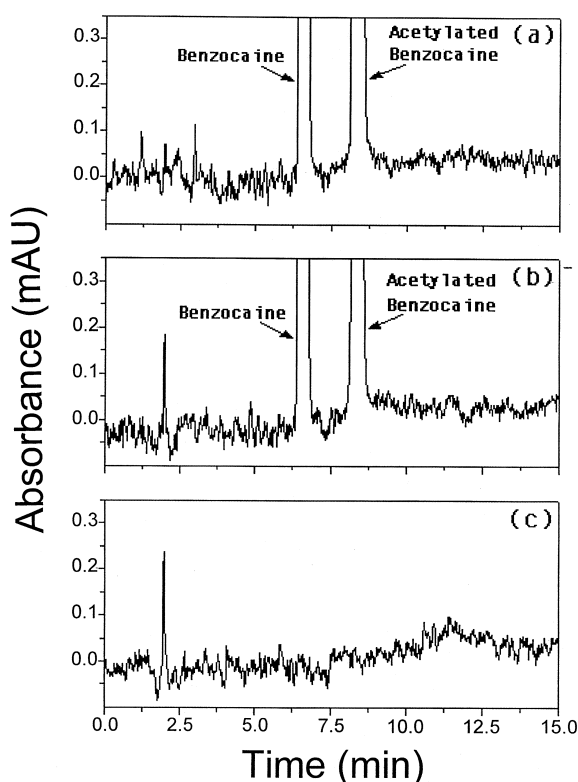 0.3
0.2
0.1
0.0
Benzocaine
Acetylated
Benzocaine
(a)
0.3
0.2
0.1
0.0
Benzocaine
Acetylated
Benzocaine
(b)
0.3
0.2
0.1
0.0
(c)
0.0 2.5 5.0 7.5 10.0 12.5 15.0
Time (min)
Absorbance (mAU)